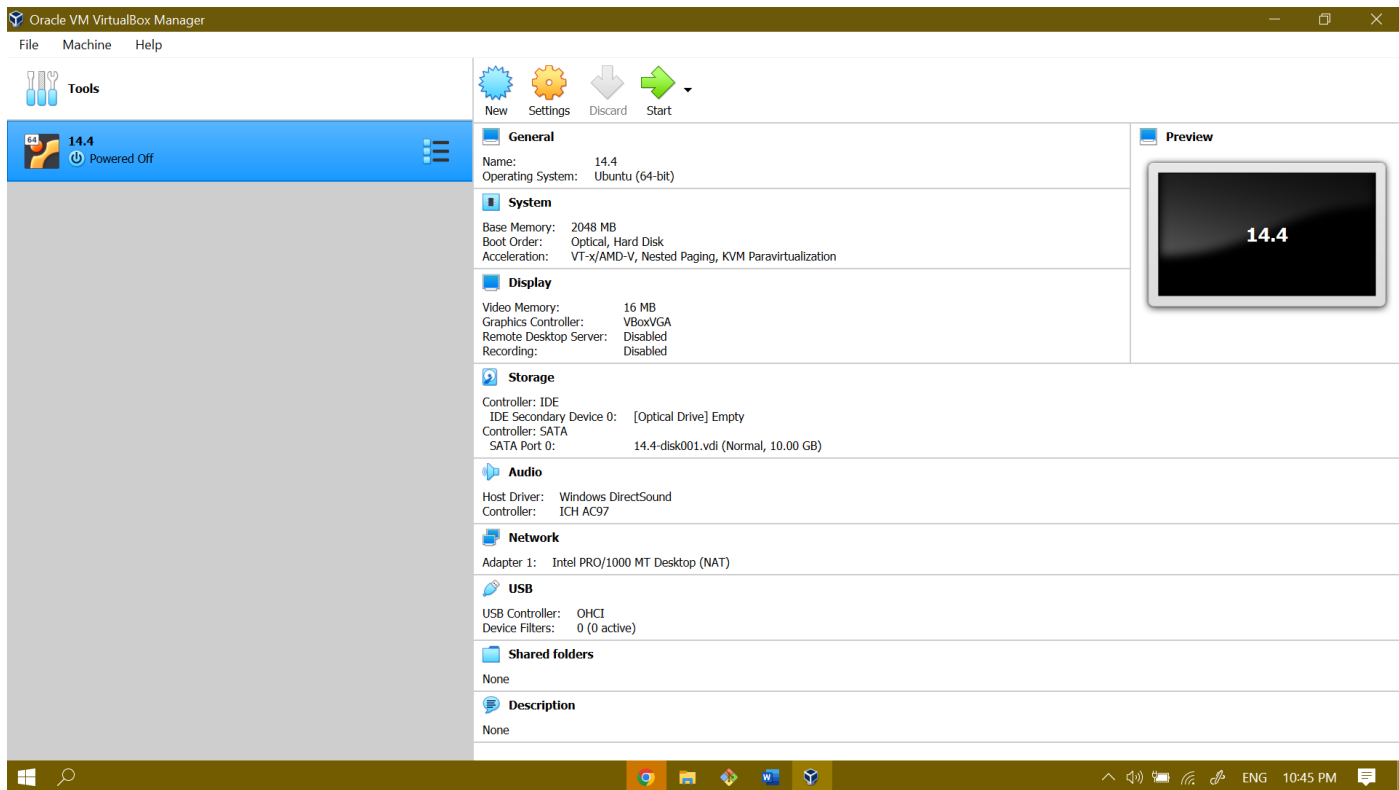 Oracle VM VirtualBox Manager
File Machine Help
Tools
New Settings Discard Start
64 14.4
Powered Off
General
Name: 14.4
Operating System: Ubuntu (64-bit)
Preview
14.4
System
Base Memory: 2048 MB
Boot Order: Optical, Hard Disk
Acceleration: VT-x/AMD-V, Nested Paging, KVM Paravirtualization
Display
Video Memory: 16 MB
Graphics Controller: VBoxVGA
Remote Desktop Server: Disabled
Recording: Disabled
Storage
Controller: IDE
IDE Secondary Device 0: [Optical Drive] Empty
Controller: SATA
SATA Port 0: 14.4-disk001.vdi (Normal, 10.00 GB)
Audio
Host Driver: Windows DirectSound
Controller: ICH AC97
Network
Adapter 1: Intel PRO/1000 MT Desktop (NAT)
USB
USB Controller: OHCI
Device Filters: 0 (0 active)
Shared folders
None
Description
None
ENG 10:45 PM